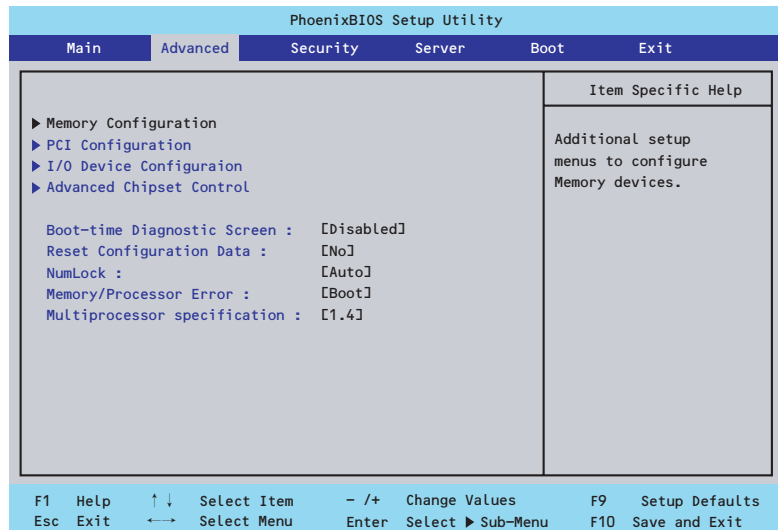 PhoenixBIOS Setup Utility
Main Advanced Security Server Boot Exit
Item Specific Help
▶ Memory Configuration
▶ PCI Configuration
▶ I/O Device Configuraion
▶ Advanced Chipset Control
Additional setup
menus to configure
Memory devices.
Boot-time Diagnostic Screen : [Disabled]
Reset Configuration Data : [No]
NumLock : [Auto]
Memory/Processor Error : [Boot]
Multiprocessor specification : [1.4]
F1 Help ↑↓ Select Item - /+ Change Values F9 Setup Defaults
Esc Exit ←→ Select Menu Enter Select ▶ Sub-Menu F10 Save and Exit